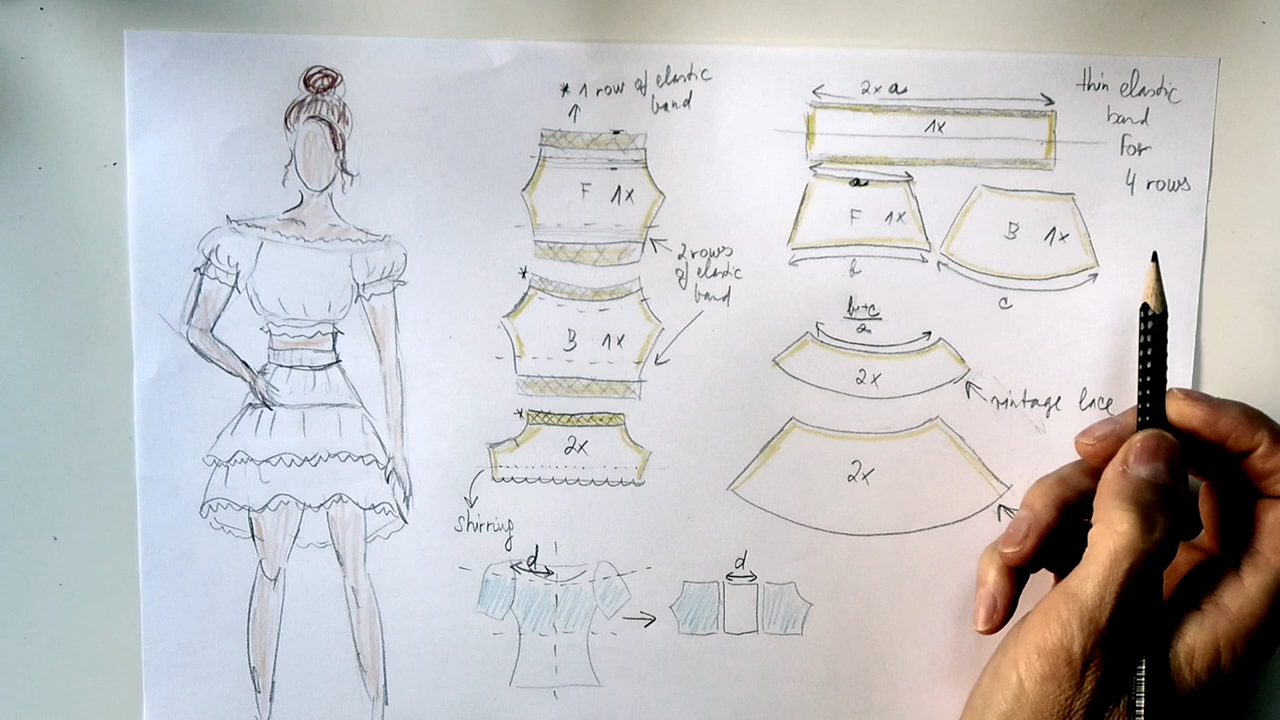 * 1 row of elastic
band
F 1x
2 rows
of elastic
band
*
B 1x
*
2x
shirring
d
d
2x a
1x
thin elastic
band
for
4 rows
a
F 1x
B 1x
b
c
b+c
2
2x
vintage lace
2x